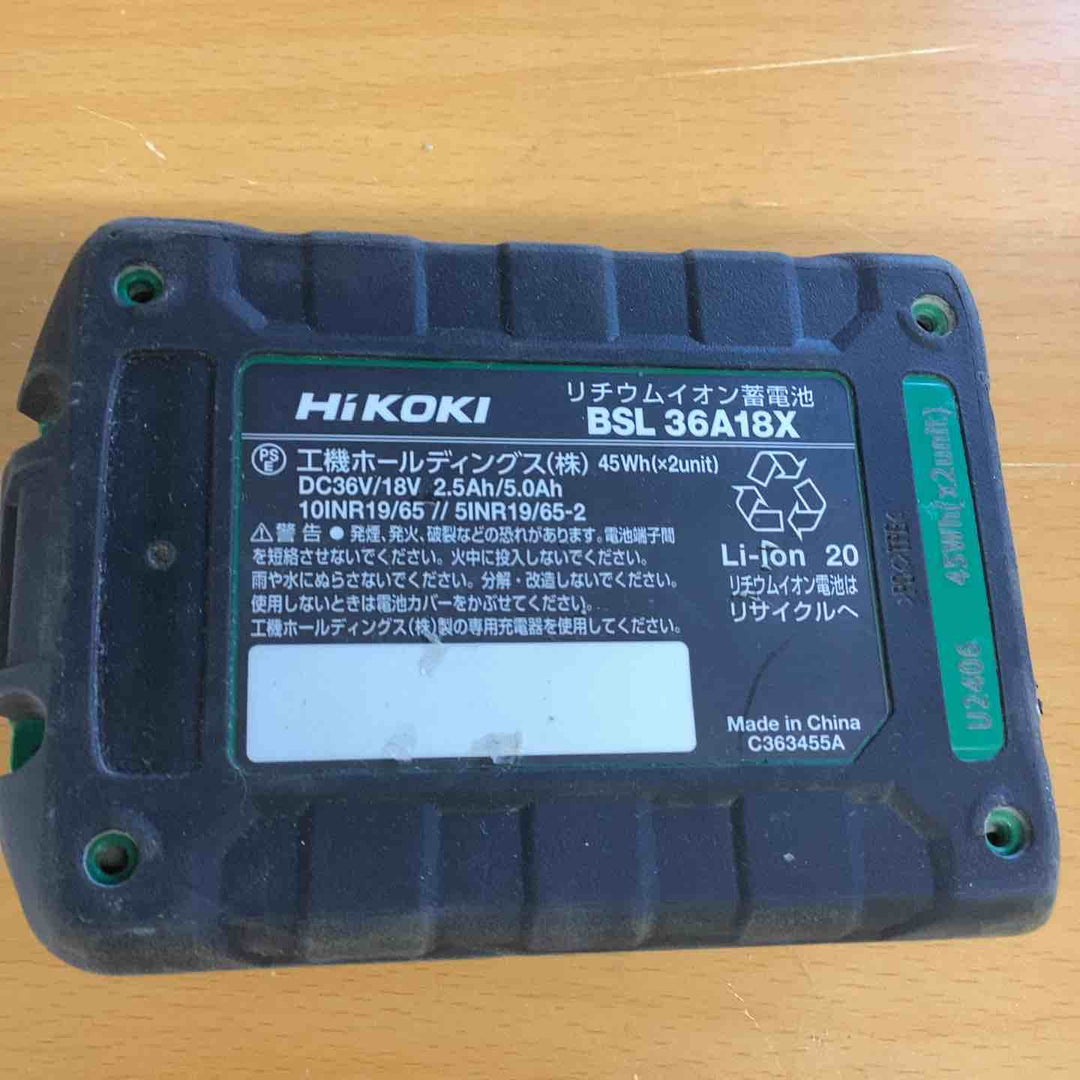 HiKOKI
リチウムイオン蓄電池
BSL 36A18X
PS
E
工機ホールディングス(株) 45Wh(×2unit)
DC36V/18V 2.5Ah/5.0Ah
10INR19/65 // 5INR19/65-2
⚠警告 ●発煙、発火、破裂などの恐れがあります。電池端子間
を短絡させないでください。火中に投入しないでください。
雨や水にぬらさないでください。分解・改造しないでください。
使用しないときは電池カバーをかぶせてください。
工機ホールディングス(株)製の専用充電器を使用してください。
Li-ion 20
リチウムイオン電池は
リサイクルへ
Made in China
C363455A
U2406 45Wh(×2unit)